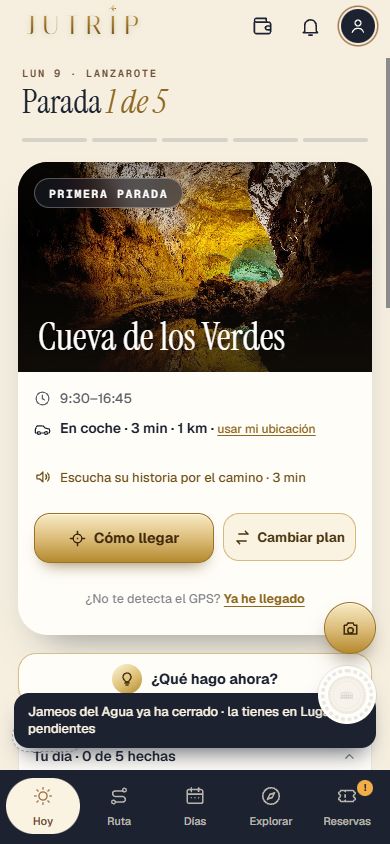 JUTRIP
LUN 9 · LANZAROTE
Parada 1 de 5
PRIMERA PARADA
Cueva de los Verdes
9:30–16:45
En coche · 3 min · 1 km · usar mi ubicación
Escucha su historia por el camino · 3 min
Cómo llegar
Cambiar plan
¿No te detecta el GPS? Ya he llegado
¿Qué hago ahora?
Jameos del Agua ya ha cerrado · la tienes en
pendientes
Tu día · 0 de 5 hechas
Hoy
Ruta
Días
Explorar
!
Reservas